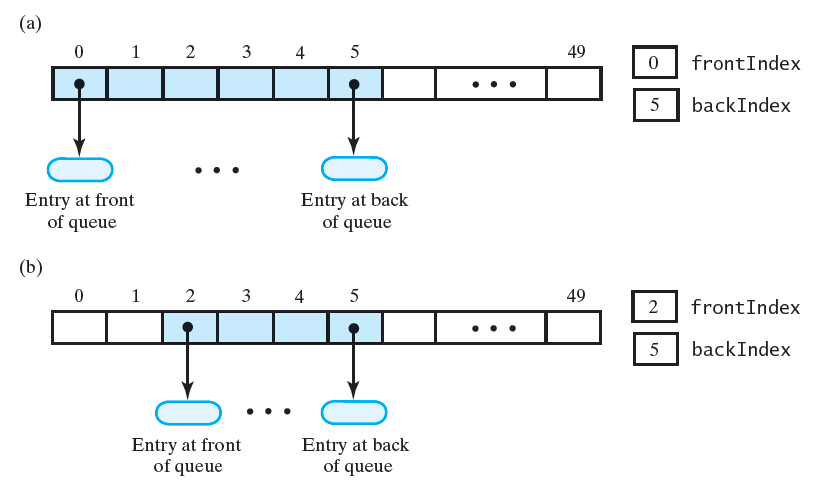 (a)
0 1 2 3 4 5 49
0 frontIndex
5 backIndex
Entry at front
of queue
Entry at back
of queue
(b)
0 1 2 3 4 5 49
2 frontIndex
5 backIndex
Entry at front
of queue
Entry at back
of queue